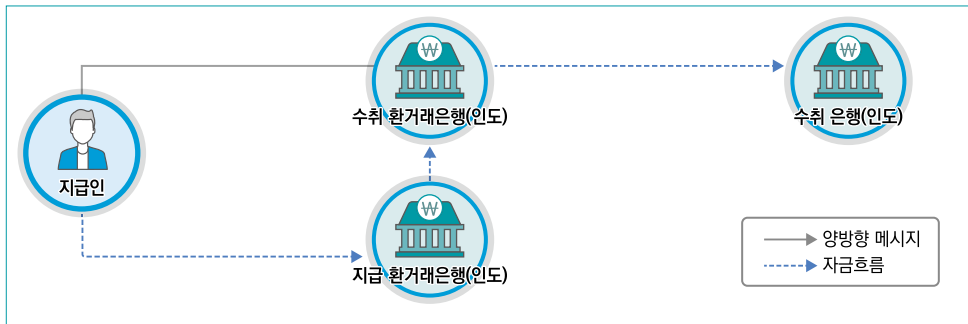 수취 환거래은행(인도)
수취 은행(인도)
지급인
지급 환거래은행(인도)
양방향 메시지
자금흐름